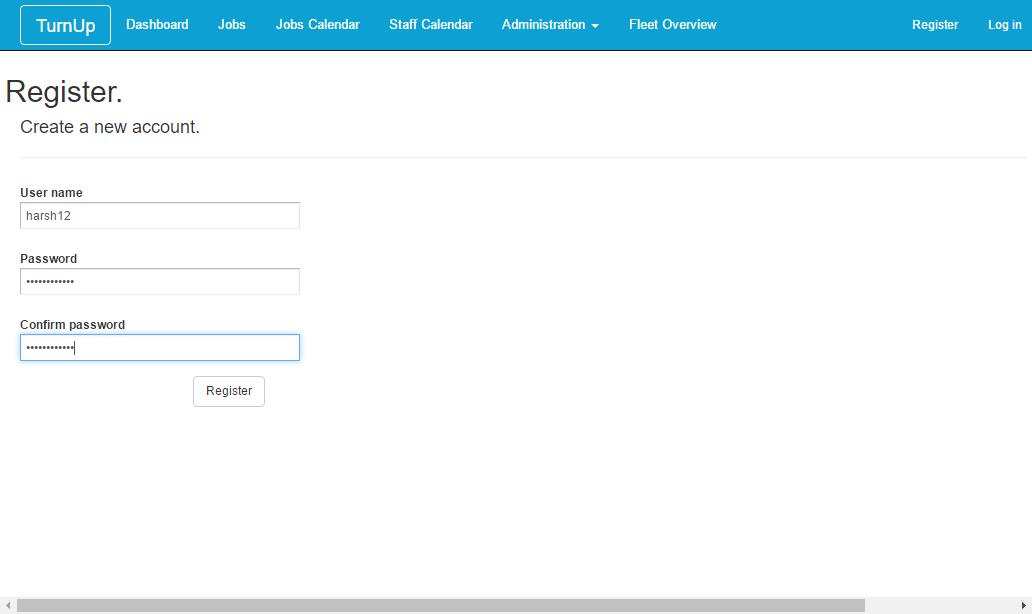 TurnUp Dashboard Jobs Jobs Calendar Staff Calendar Administration Fleet Overview Register Log in
Register.
Create a new account.
User name
harsh12
Password
••••••••••••
Confirm password
••••••••••••
Register